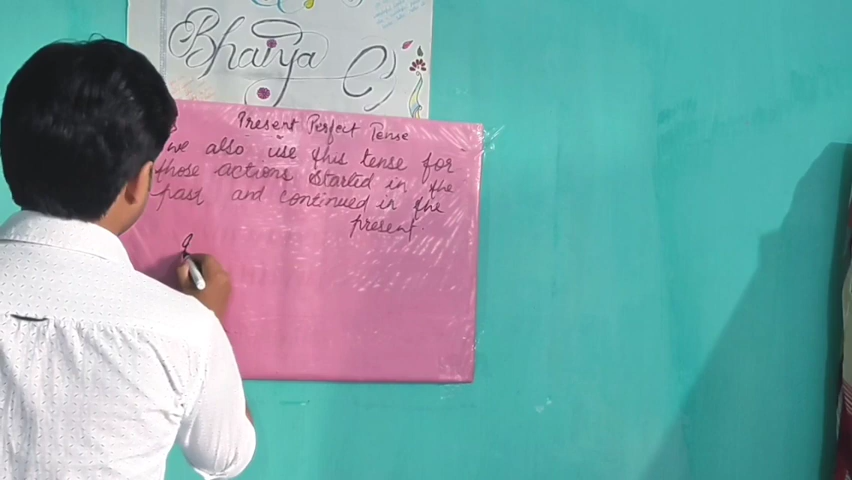 Bhaiya
Present Perfect Tense
we also use this tense for
those actions started in the
past and continued in the
present.